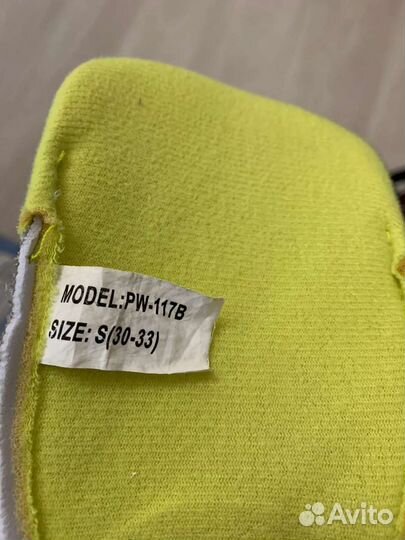 MODEL:PW-117B
SIZE: S(30-33)
Avito